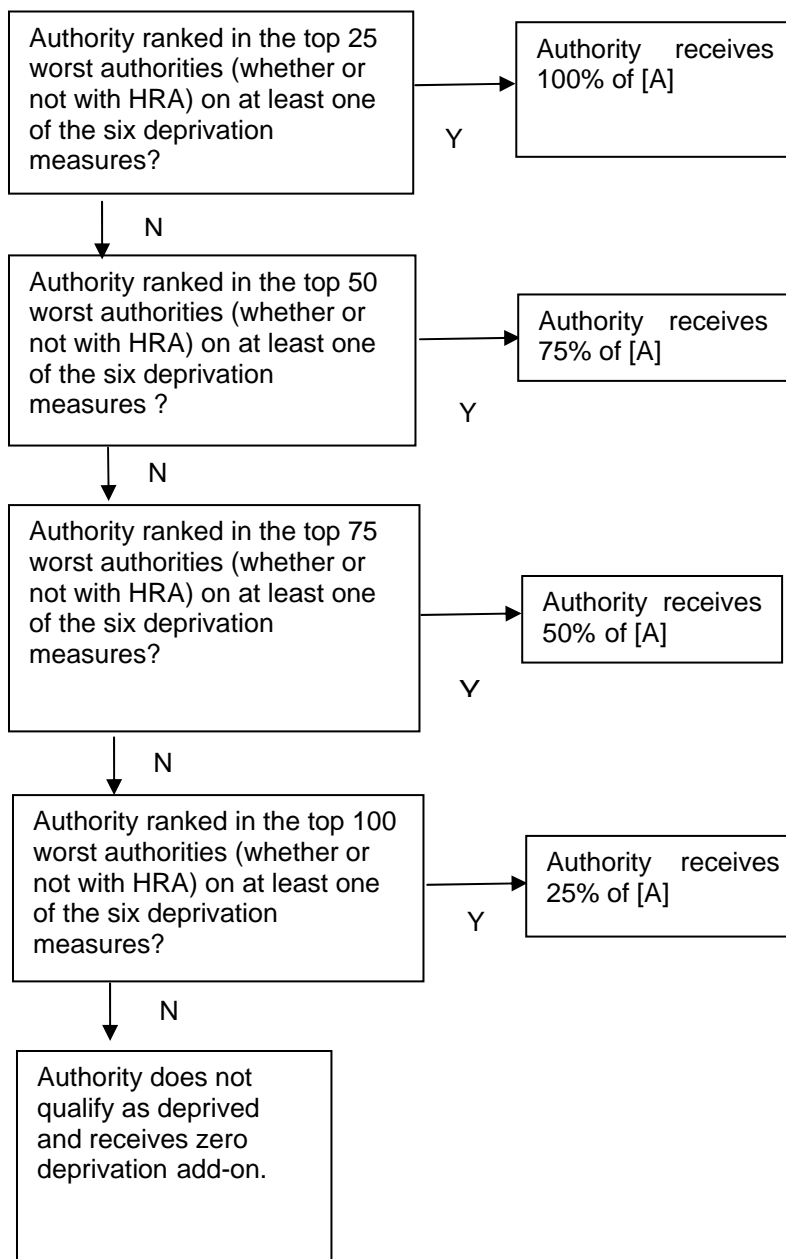 Authority ranked in the top 25
worst authorities (whether or
not with HRA) on at least one
of the six deprivation
measures?
Authority receives
100% of [A]
Y
N
Authority ranked in the top 50
worst authorities (whether or
not with HRA) on at least one
of the six deprivation
measures ?
Authority receives
75% of [A]
Y
N
Authority ranked in the top 75
worst authorities (whether or
not with HRA) on at least one
of the six deprivation
measures?
Authority receives
50% of [A]
Y
N
Authority ranked in the top 100
worst authorities (whether or
not with HRA) on at least one
of the six deprivation
measures?
Authority receives
25% of [A]
Y
N
Authority does not
qualify as deprived
and receives zero
deprivation add-on.